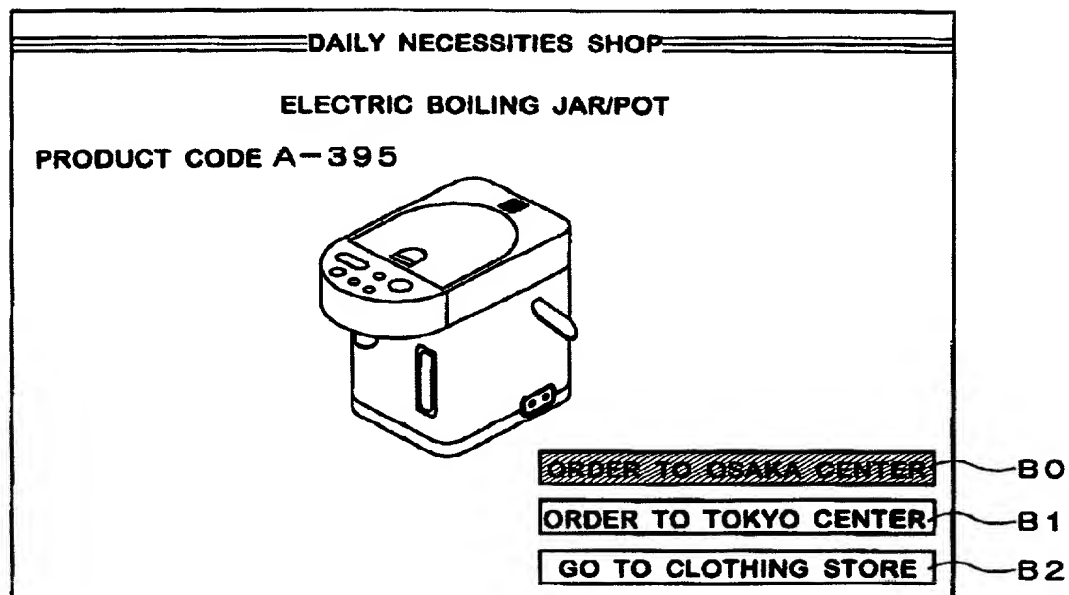 DAILY NECESSITIES SHOP
ELECTRIC BOILING JAR/POT
PRODUCT CODE A-395
ORDER TO OSAKA CENTER B0
ORDER TO TOKYO CENTER B1
GO TO CLOTHING STORE B2